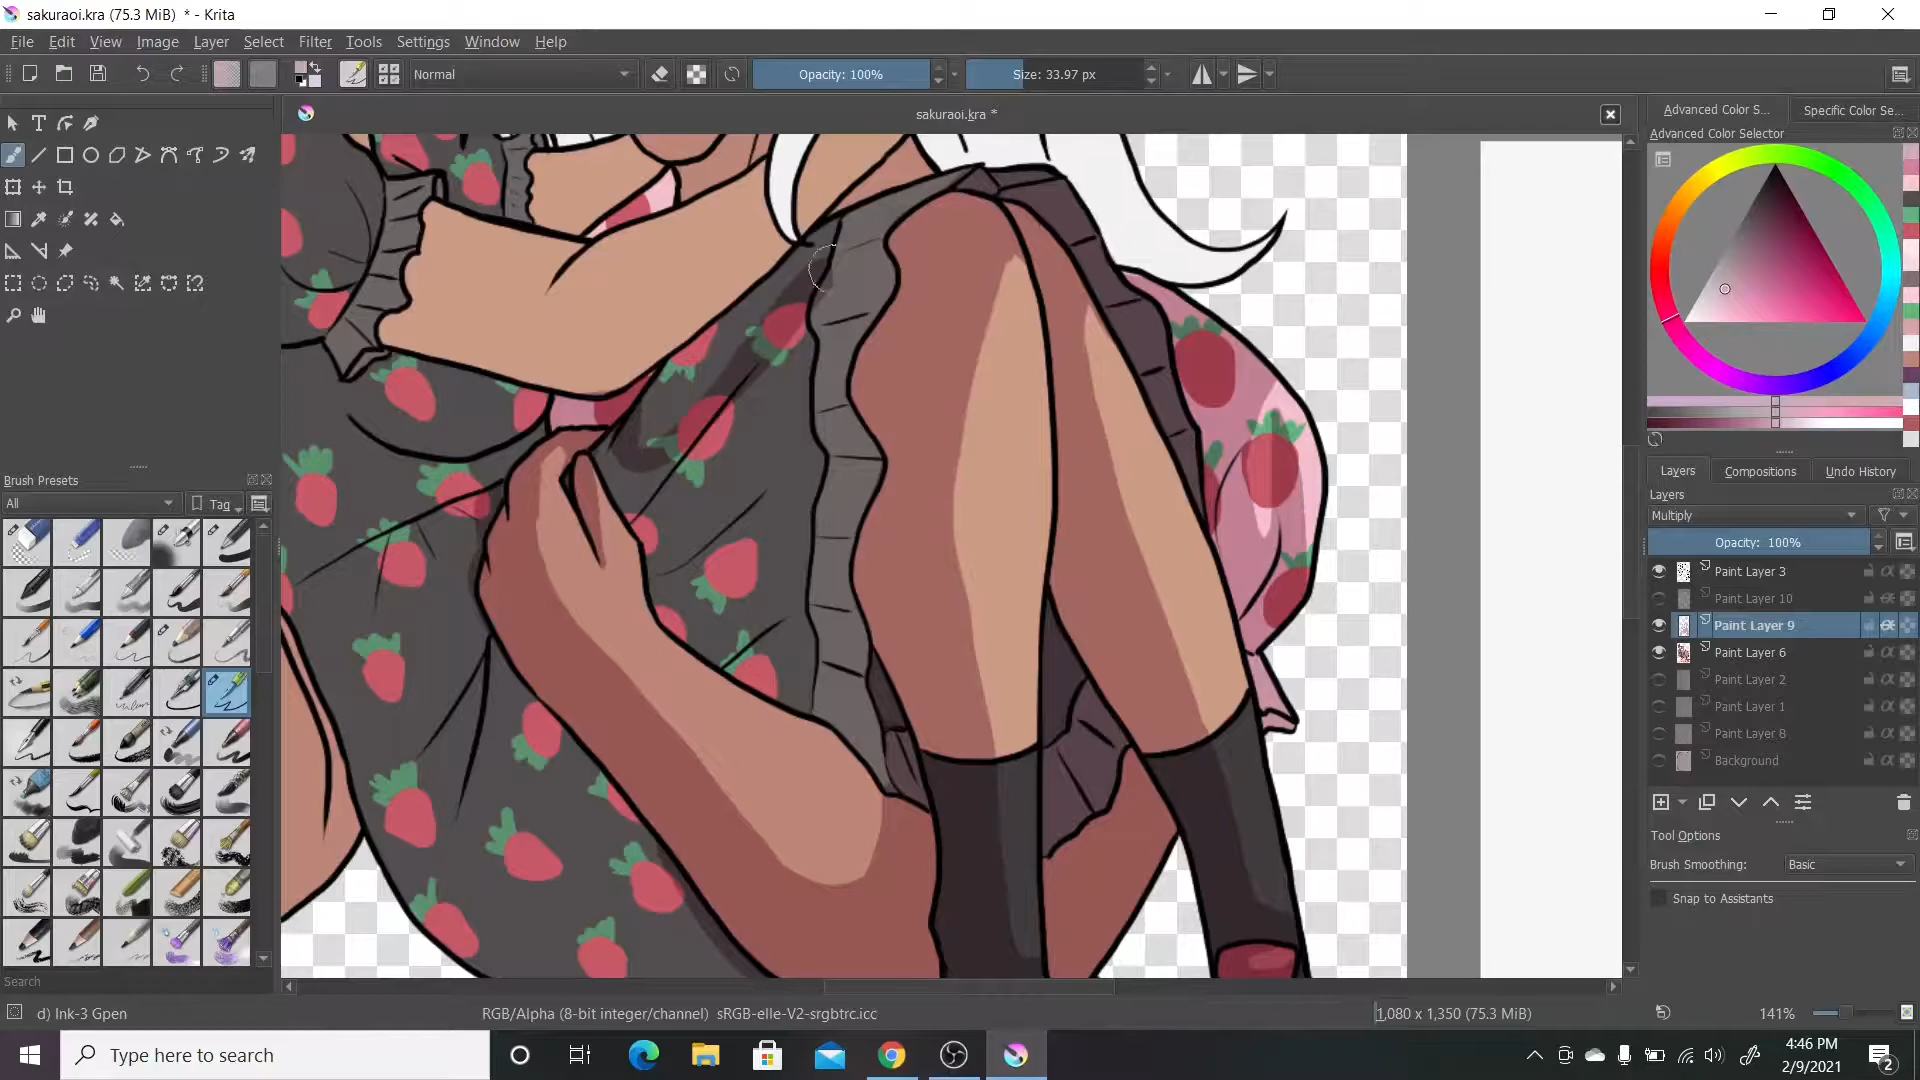 sakuraoi.kra (75.3 MiB) * - Krita
File Edit View Image Layer Select Filter Tools Settings Window Help
Normal Opacity: 100% Size: 33.97 px
sakuraoi.kra *
Advanced Color S... Specific Color Se...
Advanced Color Selector
Brush Presets
All Tag
Search
Layers Compositions Undo History
Layers
Multiply
Opacity: 100%
Paint Layer 3
Paint Layer 10
Paint Layer 9
Paint Layer 6
Paint Layer 2
Paint Layer 1
Paint Layer 8
Background
Tool Options
Brush Smoothing: Basic
Snap to Assistants
d) Ink-3 Gpen RGB/Alpha (8-bit integer/channel) sRGB-elle-V2-srgbtrc.icc 1,080 x 1,350 (75.3 MiB) 141%
Type here to search
4:46 PM
2/9/2021
2